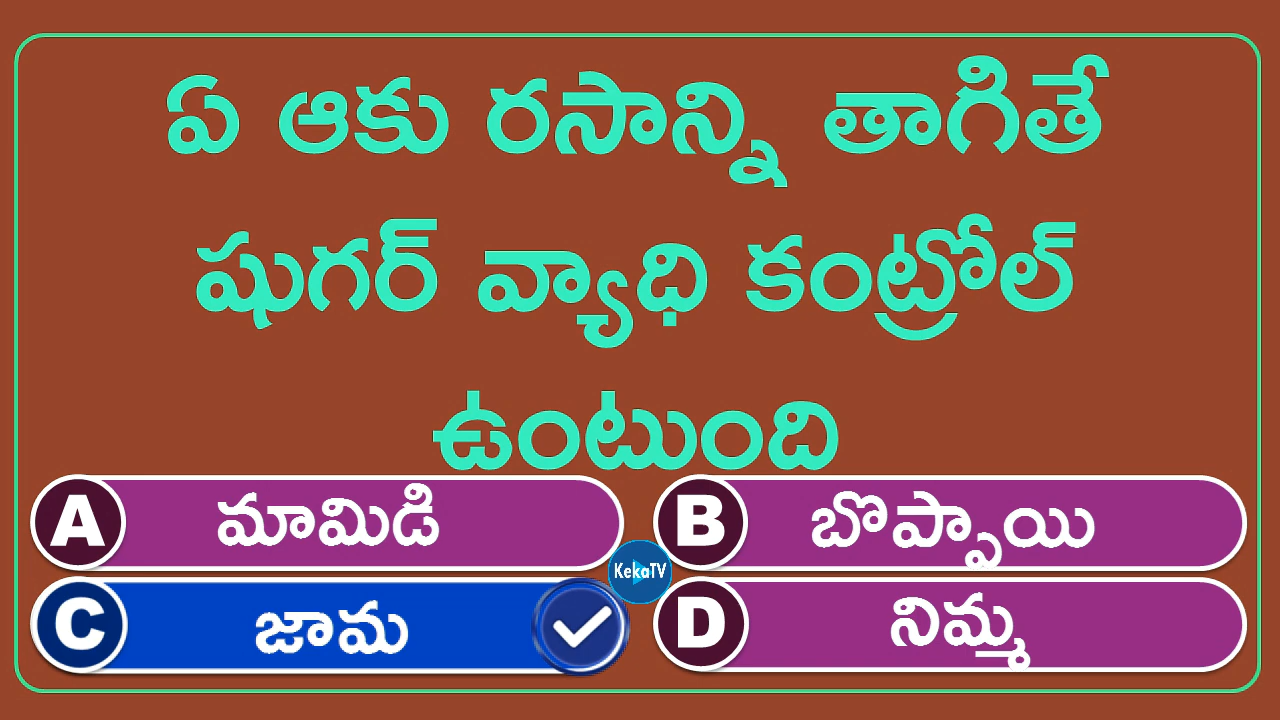 ఏ ఆకు రసాన్ని తాగితే
షుగర్ వ్యాధి కంట్రోల్
ఉంటుంది
A మామిడి
B బొప్పాయి
KekaTV
C జామ
D నిమ్మ